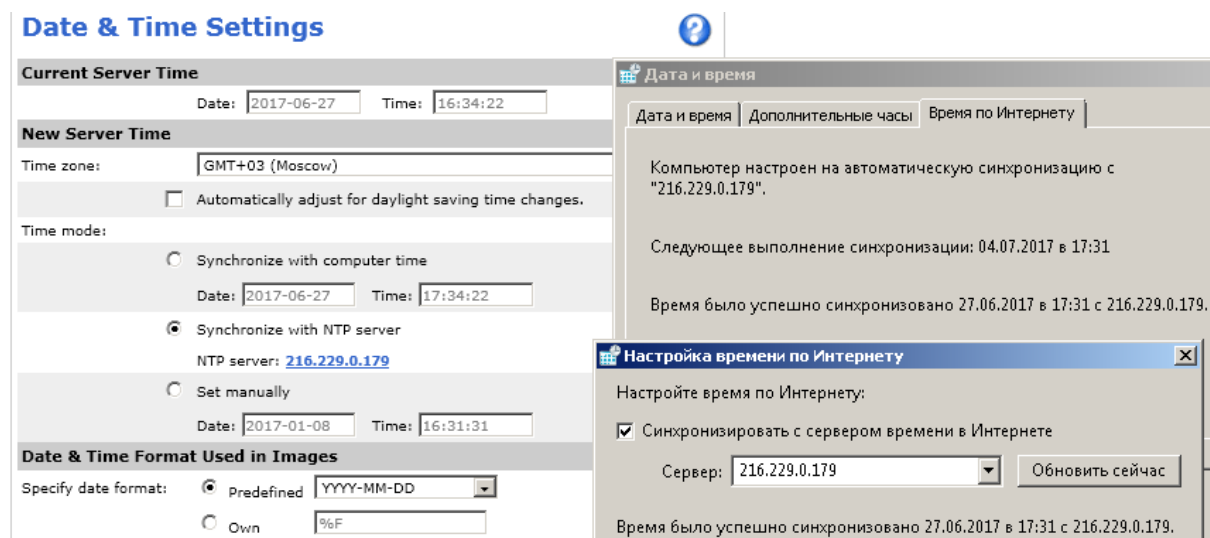 Date & Time Settings
Current Server Time
Date: 2017-06-27 Time: 16:34:22
New Server Time
Time zone: GMT+03 (Moscow)
Automatically adjust for daylight saving time changes.
Time mode:
Synchronize with computer time
Date: 2017-06-27 Time: 17:34:22
Synchronize with NTP server
NTP server: 216.229.0.179
Set manually
Date: 2017-01-08 Time: 16:31:31
Date & Time Format Used in Images
Specify date format: Predefined YYYY-MM-DD
Own %F
Дата и время
Дата и время Дополнительные часы Время по Интернету
Компьютер настроен на автоматическую синхронизацию с
"216.229.0.179".
Следующее выполнение синхронизации: 04.07.2017 в 17:31
Время было успешно синхронизовано 27.06.2017 в 17:31 с 216.229.0.179.
Настройка времени по Интернету
Настройте время по Интернету:
Синхронизировать с сервером времени в Интернете
Сервер: 216.229.0.179 Обновить сейчас
Время было успешно синхронизовано 27.06.2017 в 17:31 с 216.229.0.179.